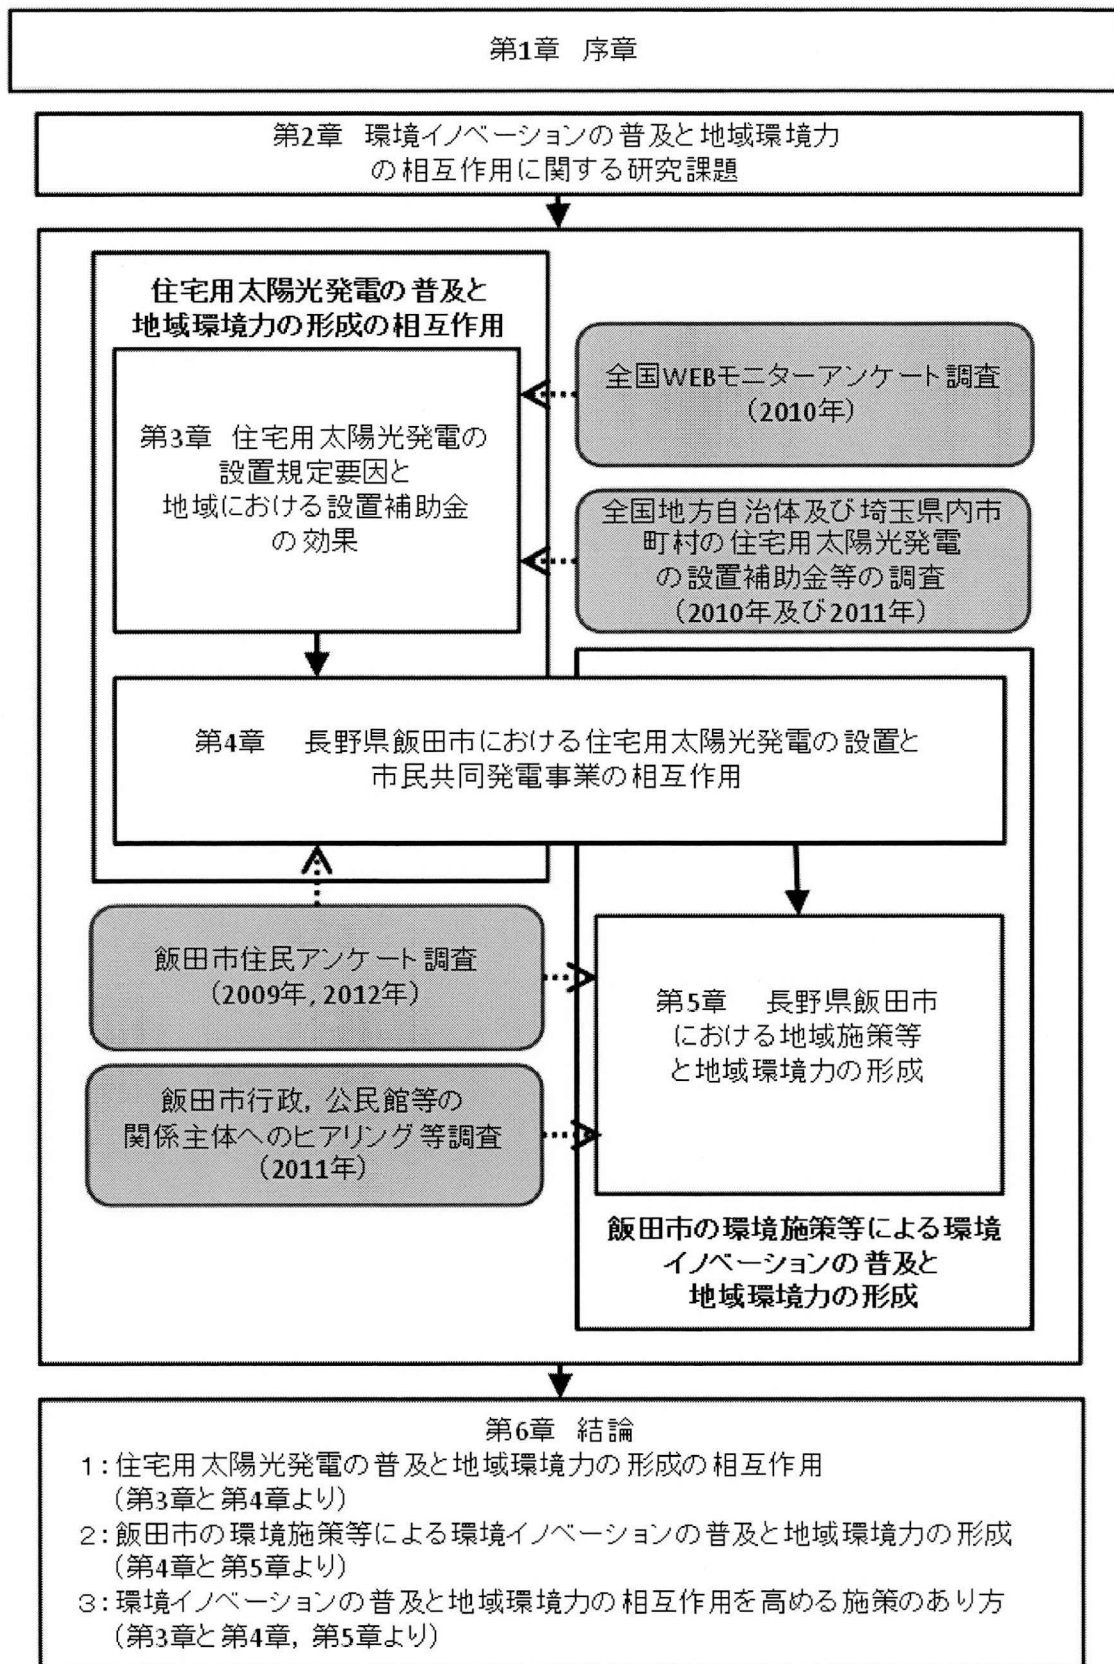 第1章 序章
第2章 環境イノベーションの普及と地域環境力
の相互作用に関する研究課題
住宅用太陽光発電の普及と
地域環境力の形成の相互作用
全国WEBモニターアンケート調査
(2010年)
第3章 住宅用太陽光発電の
設置規定要因と
地域における設置補助金
の効果
全国地方自治体及び埼玉県内市
町村の住宅用太陽光発電
の設置補助金等の調査
(2010年及び2011年)
第4章 長野県飯田市における住宅用太陽光発電の設置と
市民共同発電事業の相互作用
飯田市住民アンケート調査
(2009年,2012年)
第5章 長野県飯田市
における地域施策等
と地域環境力の形成
飯田市行政, 公民館等の
関係主体へのヒアリング等調査
(2011年)
飯田市の環境施策等による環境
イノベーションの普及と
地域環境力の形成
第6章 結論
1:住宅用太陽光発電の普及と地域環境力の形成の相互作用
(第3章と第4章より)
2:飯田市の環境施策等による環境イノベーションの普及と地域環境力の形成
(第4章と第5章より)
3:環境イノベーションの普及と地域環境力の相互作用を高める施策のあり方
(第3章と第4章, 第5章より)